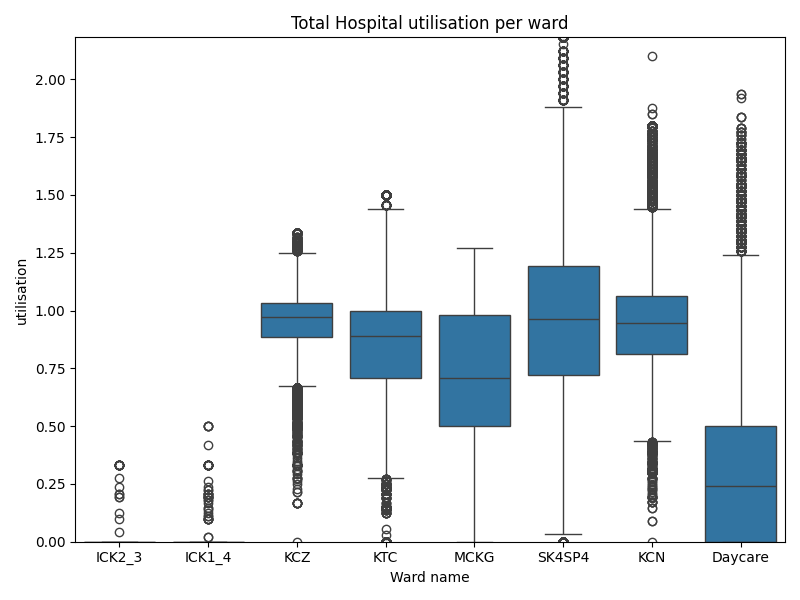 Total Hospital utilisation per ward
utilisation
2.00
1.75
1.50
1.25
1.00
0.75
0.50
0.25
0.00
ICK2_3 ICK1_4 KCZ KTC MCKG SK4SP4 KCN Daycare
Ward name